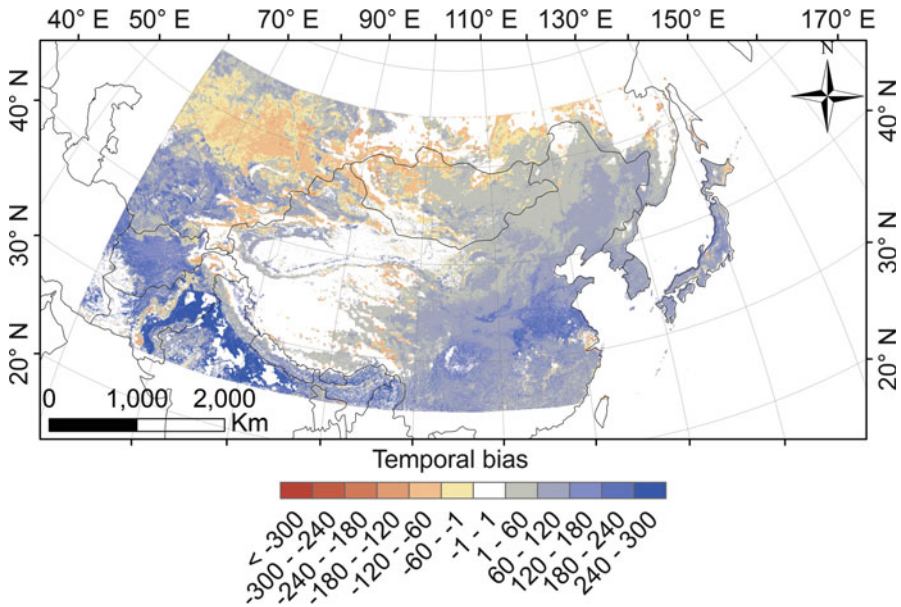 40° E 50° E 70° E 90° E 110° E 130° E 150° E 170° E
N
40° N
30° N
20° N
40° N
30° N
20° N
0 1,000 2,000
Km
Temporal bias
< -300
-300 - -240
-240 - -180
-180 - -120
-120 - -60
-60 - -1
-1 - 1
1 - 60
60 - 120
120 - 180
180 - 240
240 - 300